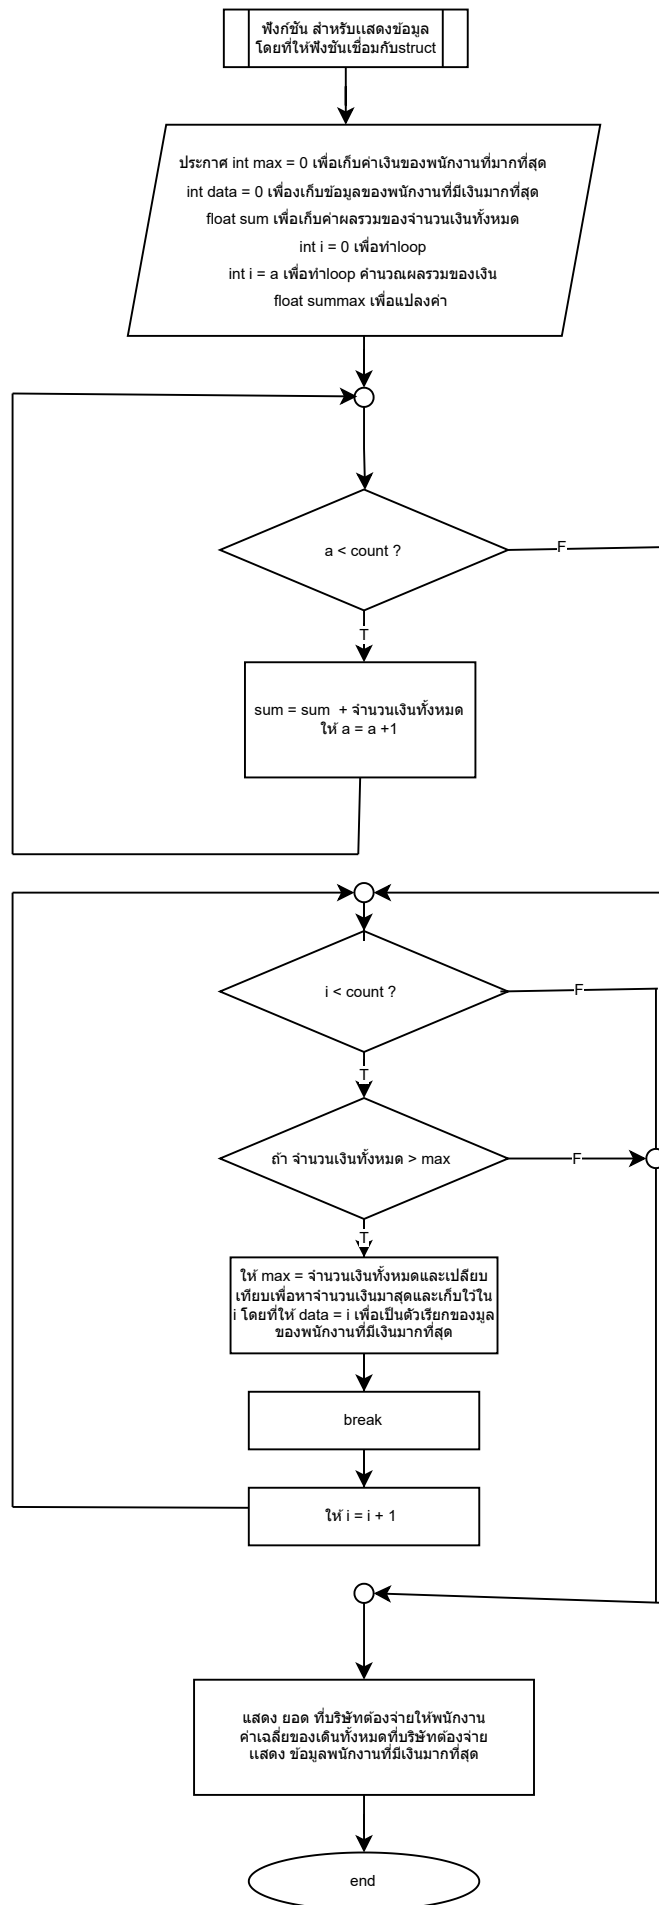 ฟังก์ชัน สำหรับเเสดงข้อมูล
โดยที่ให้ฟังชันเชื่อมกับstruct
ประกาศ int max = 0 เพื่อเก็บค่าเงินของพนักงานที่มากที่สุด
int data = 0 เพื่องเก็บข้อมูลของพนักงานที่มีเงินมากที่สุด
float sum เพื่อเก็บค่าผลรวมของจำนวนเงินทั้งหมด
int i = 0 เพื่อทำloop
int i = a เพื่อทำloop คำนวณผลรวมของเงิน
float summax เพื่อแปลงค่า
a < count ?
F
T
sum = sum + จำนวนเงินทั้งหมด
ให้ a = a +1
i < count ?
F
T
ถ้า จำนวนเงินทั้งหมด > max
F
T
ให้ max = จำนวนเงินทั้งหมดและเปลียบ
เทียบเพื่อหาจำนวนเงินมาสุดและเก็บใว้ใน
i โดยที่ให้ data = i เพื่อเป็นตัวเรียกของมูล
ของพนักงานที่มีเงินมากที่สุด
break
ให้ i = i + 1
แสดง ยอด ที่บริษัทต้องจ่ายให้พนักงาน
ค่าเฉลี่ยของเดินทั้งหมดที่บริษัทต้องจ่าย
เเสดง ข้อมูลพนักงานที่มีเงินมากที่สุด
end